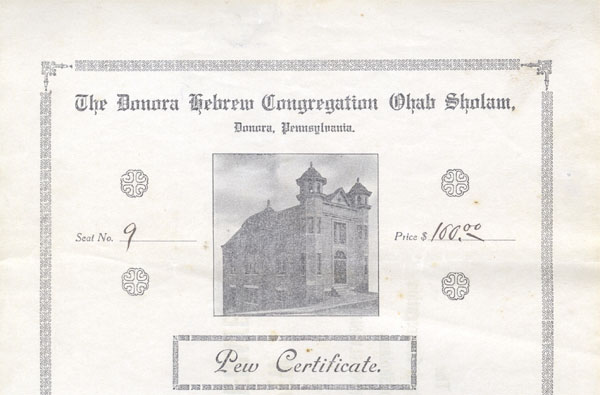 The Donora Hebrew Congregation Ohab Sholam,
Donora, Pennsylvania.
Seat No. 9
Price $ 100.00
Pew Certificate.